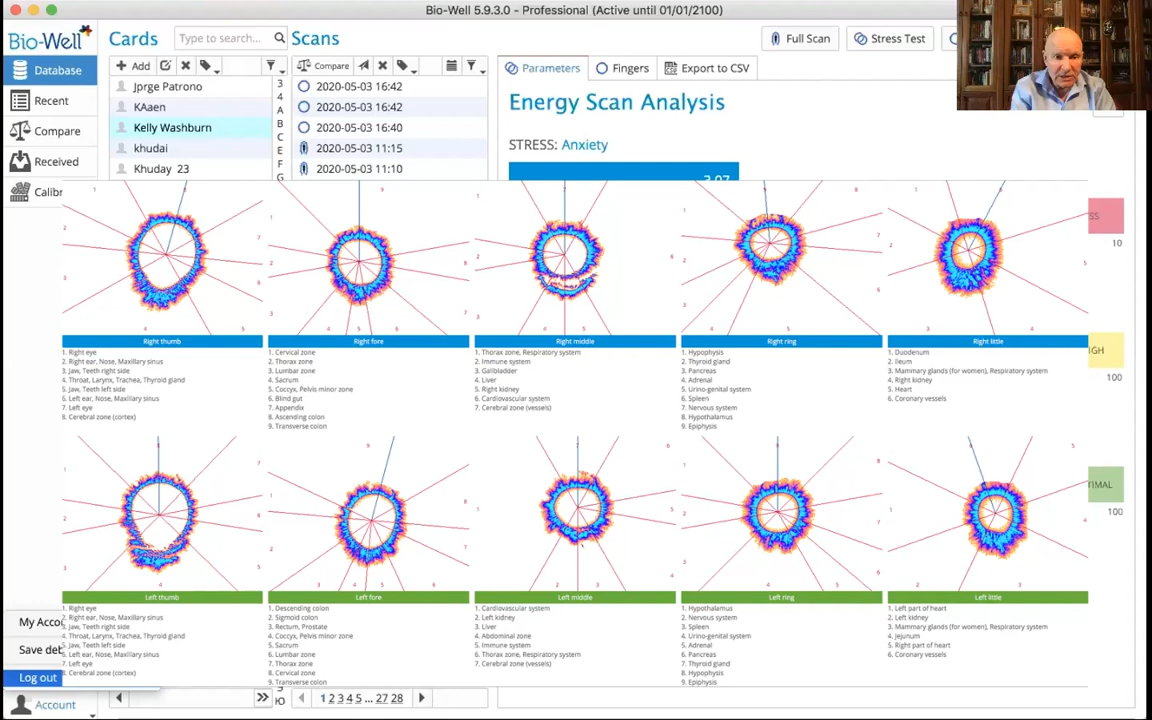 Bio-Well 5.9.3.0 - Professional (Active until 01/01/2100)
Bio-Well
Cards
Type to search...
Scans
Full Scan
Stress Test
Database
Add
Compare
Parameters
Fingers
Export to CSV
Recent
Compare
Received
Calib
Jprge Patrono
KAaen
Kelly Washburn
khudai
Khuday 23
3
4
A
B
C
E
F
G
2020-05-03 16:42
2020-05-03 16:42
2020-05-03 16:40
2020-05-03 11:15
2020-05-03 11:10
Energy Scan Analysis
STRESS: Anxiety
3.07
SS
10
IGH
100
TIMAL
100
Right thumb
1. Right eye
2. Right ear, Nose, Maxillary sinus
3. Jaw, Teeth right side
4. Throat, Larynx, Trachea, Thyroid gland
5. Jaw, Teeth left side
6. Left ear, Nose, Maxillary sinus
7. Left eye
8. Cerebral zone (cortex)
Right fore
1. Cervical zone
2. Thorax zone
3. Lumbar zone
4. Sacrum
5. Coccyx, Pelvis minor zone
6. Blind gut
7. Appendix
8. Ascending colon
9. Transverse colon
Right middle
1. Thorax zone, Respiratory system
2. Immune system
3. Gallbladder
4. Liver
5. Right kidney
6. Cardiovascular system
7. Cerebral zone (vessels)
Right ring
1. Hypophysis
2. Thyroid gland
3. Pancreas
4. Adrenal
5. Urino-genital system
6. Spleen
7. Nervous system
8. Hypothalamus
9. Epiphysis
Right little
1. Duodenum
2. Ileum
3. Mammary glands (for women), Respiratory system
4. Right kidney
5. Heart
6. Coronary vessels
Left thumb
1. Right eye
2. Right ear, Nose, Maxillary sinus
3. Jaw, Teeth right side
4. Throat, Larynx, Trachea, Thyroid gland
5. Jaw, Teeth left side
6. Left ear, Nose, Maxillary sinus
7. Left eye
8. Cerebral zone (cortex)
Left fore
1. Descending colon
2. Sigmoid colon
3. Rectum, Prostate
4. Coccyx, Pelvis minor zone
5. Sacrum
6. Lumbar zone
7. Thorax zone
8. Cervical zone
9. Transverse colon
Left middle
1. Cardiovascular system
2. Left kidney
3. Liver
4. Abdominal zone
5. Immune system
6. Thorax zone, Respiratory system
7. Cerebral zone (vessels)
Left ring
1. Hypothalamus
2. Nervous system
3. Spleen
4. Urino-genital system
5. Adrenal
6. Pancreas
7. Thyroid gland
8. Hypophysis
9. Epiphysis
Left little
1. Left part of heart
2. Left kidney
3. Mammary glands (for women), Respiratory system
4. Jejunum
5. Right part of heart
6. Coronary vessels
My Acco
Save deb
Log out
Account
Ю
1 2 3 4 5 ... 27 28